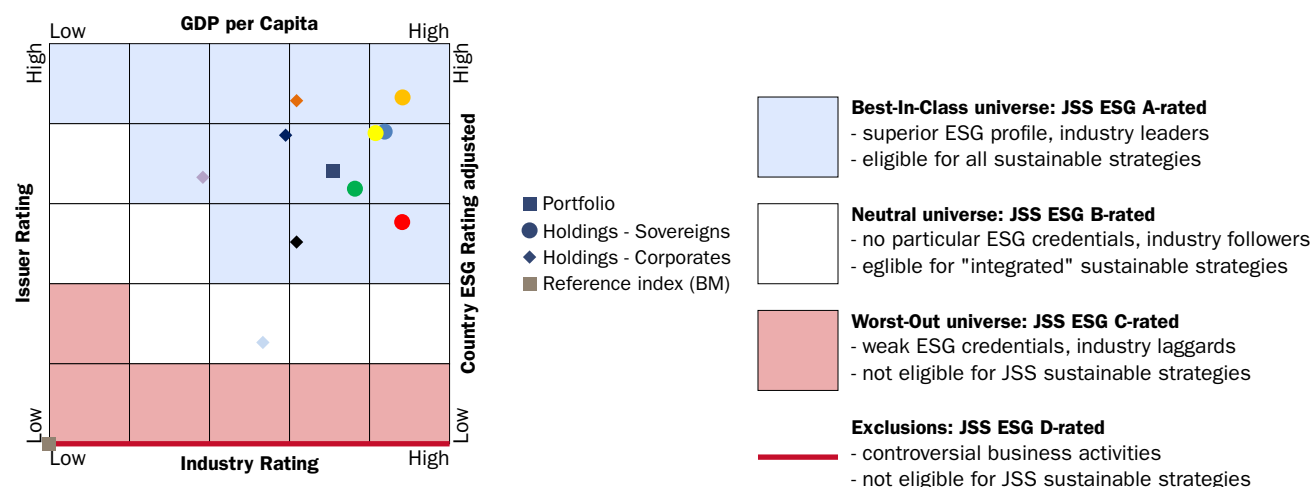 GDP per Capita
Low
High
High
High
Issuer Rating
Country ESG Rating adjusted
Low
Low
Low
High
Industry Rating
Portfolio
Holdings - Sovereigns
Holdings - Corporates
Reference index (BM)
Best-In-Class universe: JSS ESG A-rated
- superior ESG profile, industry leaders
- eligible for all sustainable strategies
Neutral universe: JSS ESG B-rated
- no particular ESG credentials, industry followers
- eglible for "integrated" sustainable strategies
Worst-Out universe: JSS ESG C-rated
- weak ESG credentials, industry laggards
- not eligible for JSS sustainable strategies
Exclusions: JSS ESG D-rated
- controversial business activities
- not eligible for JSS sustainable strategies